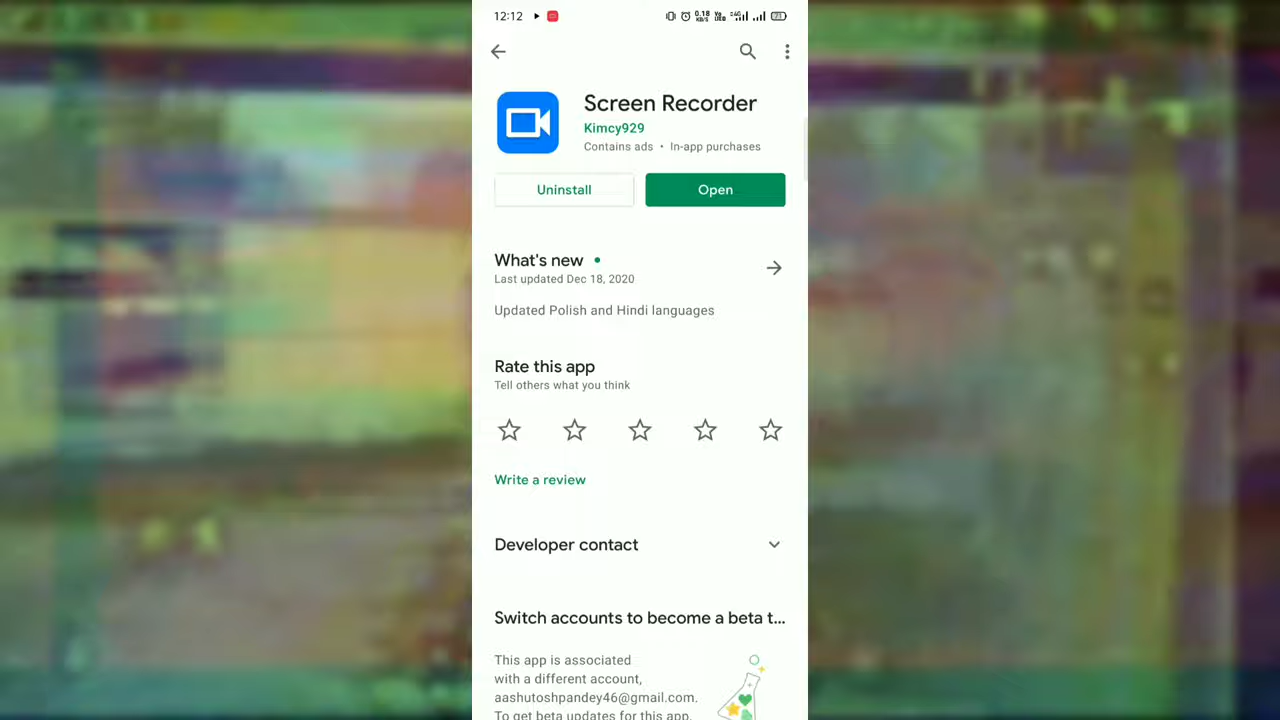 12:12
0.18 KB/S
Screen Recorder
Kimcy929
Contains ads • In-app purchases
Uninstall
Open
What's new
Last updated Dec 18, 2020
Updated Polish and Hindi languages
Rate this app
Tell others what you think
Write a review
Developer contact
Switch accounts to become a beta t...
This app is associated
with a different account,
aashutoshpandey46@gmail.com.
To get beta updates for this app,